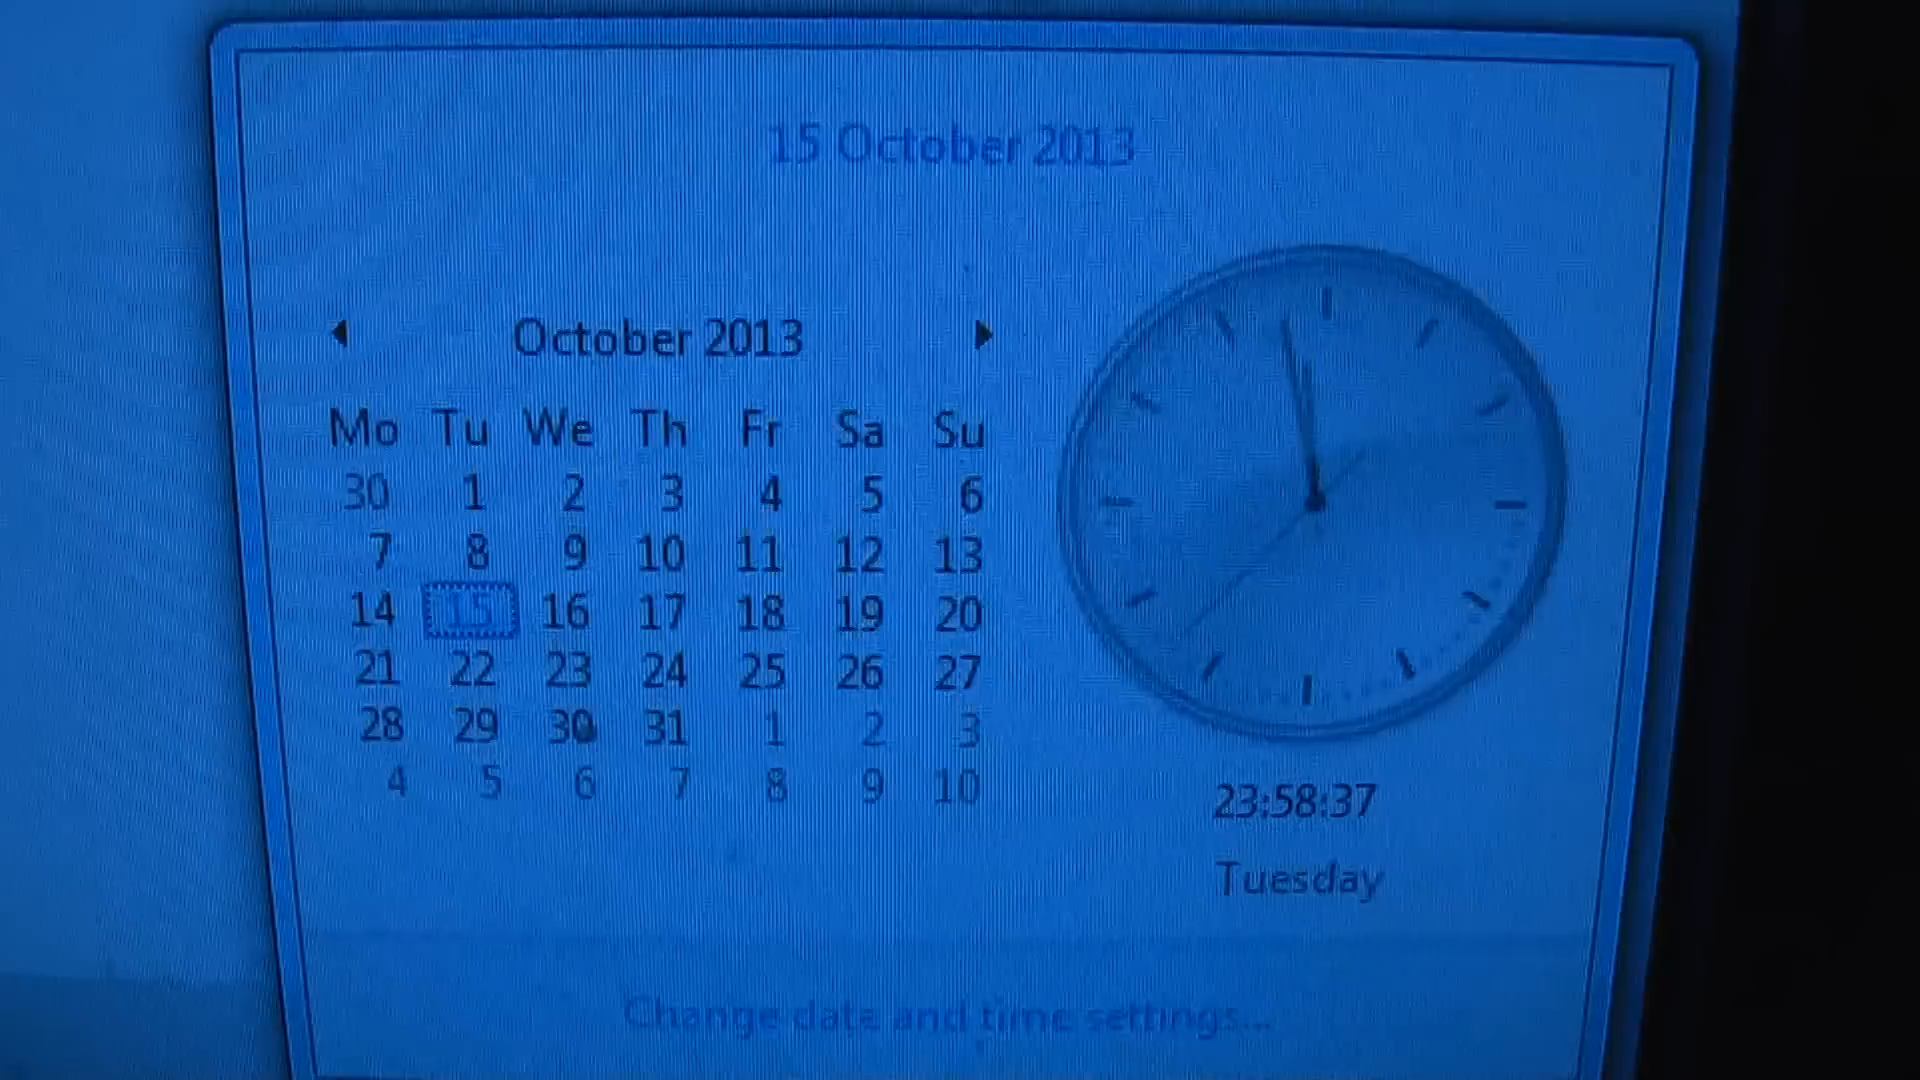 15 October 2013
October 2013
Mo Tu We Th Fr Sa Su
30 1 2 3 4 5 6
7 8 9 10 11 12 13
14 15 16 17 18 19 20
21 22 23 24 25 26 27
28 29 30 31 1 2 3
4 5 6 7 8 9 10
23:58:37
Tuesday
Change date and time settings...